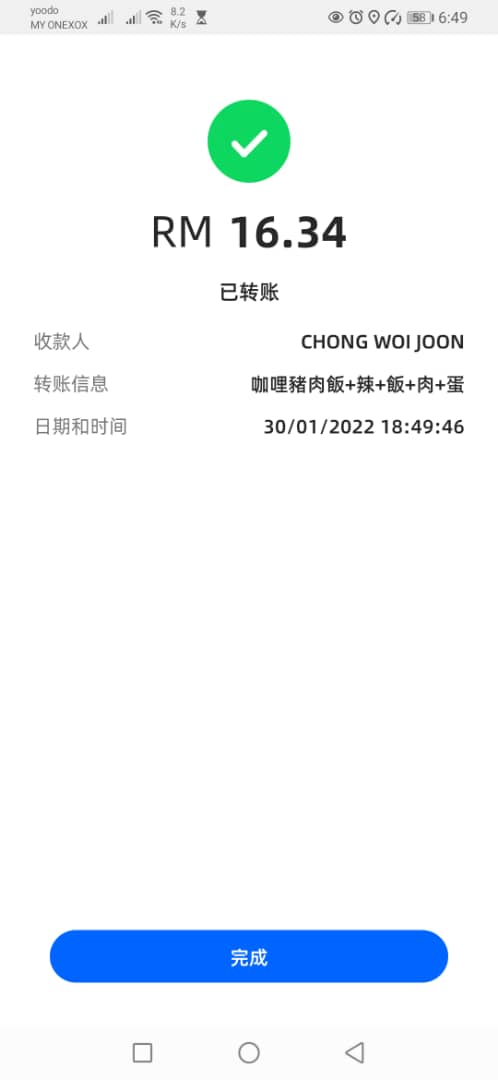 yoodo
MY ONEXOX
8.2
K/s
58
6:49
RM 16.34
已转账
收款人 CHONG WOI JOON
转账信息 咖哩豬肉飯+辣+飯+肉+蛋
日期和时间 30/01/2022 18:49:46
完成